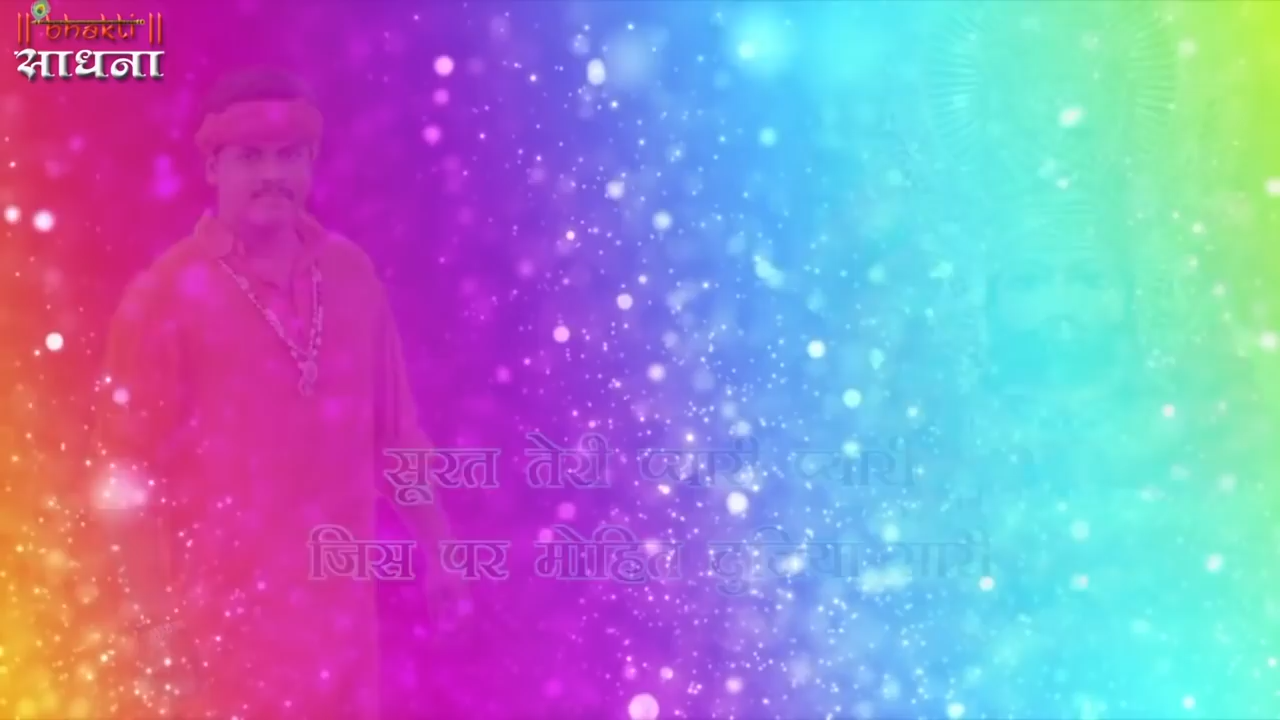 || bhakti ||
साधना
सूरत तेरी प्यारी प्यारी
जिस पर मोहित दुनिया सारी